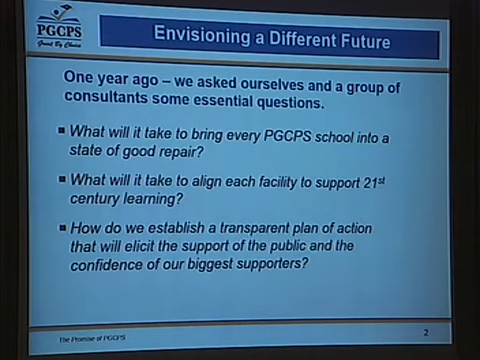 PGCPS
Great By Choice
Envisioning a Different Future
One year ago – we asked ourselves and a group of
consultants some essential questions.
▪ What will it take to bring every PGCPS school into a
state of good repair?
▪ What will it take to align each facility to support 21st
century learning?
▪ How do we establish a transparent plan of action
that will elicit the support of the public and the
confidence of our biggest supporters?
The Promise of PGCPS
2